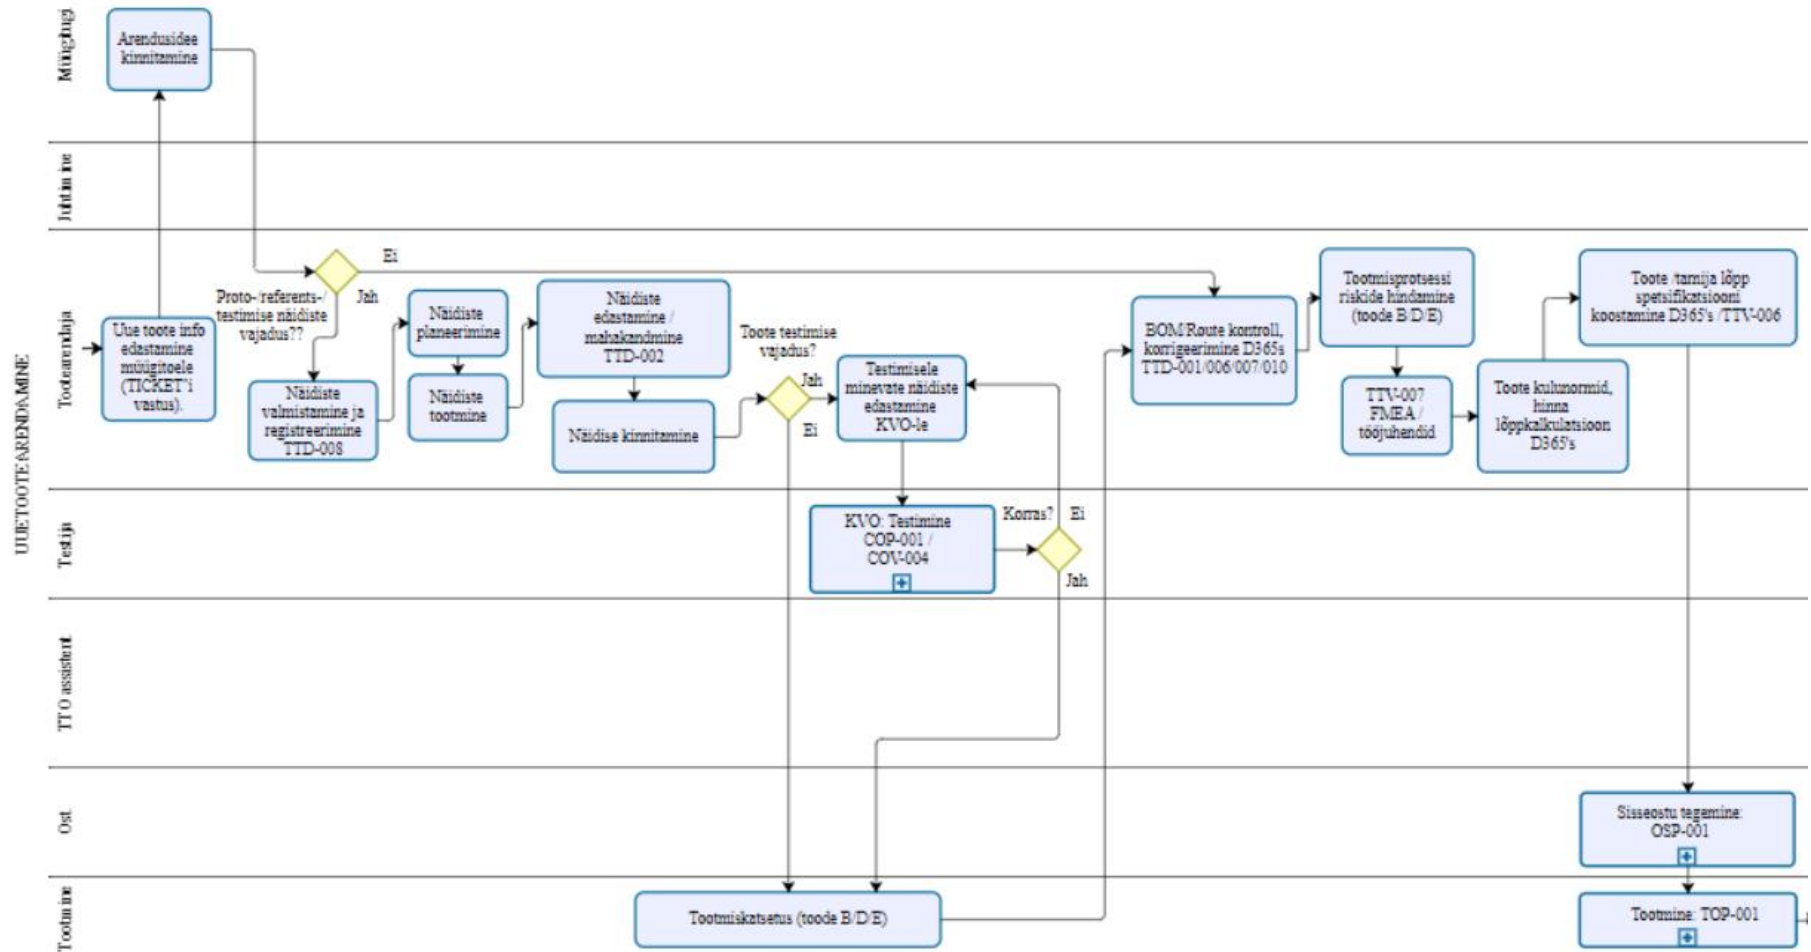 UUE TOOTE ARENDAMINE
Müügitugi
Arendusidee
kinnitamine
Juhtimine
Tootearendaja
Uue toote info
edastamine
müügitoele
(TICKET'i
vastus).
Proto-/referents-/
testimise näidiste
vajadus??
Ei
Jah
Näidiste
valmistamine ja
registreerimine
TTD-008
Näidiste
planeerimine
Näidiste
tootmine
Näidiste
edastamine /
mahakandmine
TTD-002
Näidise kinnitamine
Toote testimise
vajadus?
Jah
Ei
Testimisele
minevate näidiste
edastamine
KVO-le
BOM/Route kontroll,
korrigeerimine D365s
TTD-001/006/007/010
Tootmisprotsessi
riskide hindamine
(toode B/D/E)
TTV-007
FMEA /
tööjuhendid
Toote kulunormid,
hinna
lõppkalkulatsioon
D365's
Toote /tarnija lõpp
spetsifikatsiooni
koostamine D365's /TTV-006
Testija
KVO: Testimine
COP-001 /
COV-004
Korras?
Ei
Jah
TTO assistent
Ost
Sisseostu tegemine:
OSP-001
Tootmine
Tootmiskatsetus (toode B/D/E)
Tootmine: TOP-001